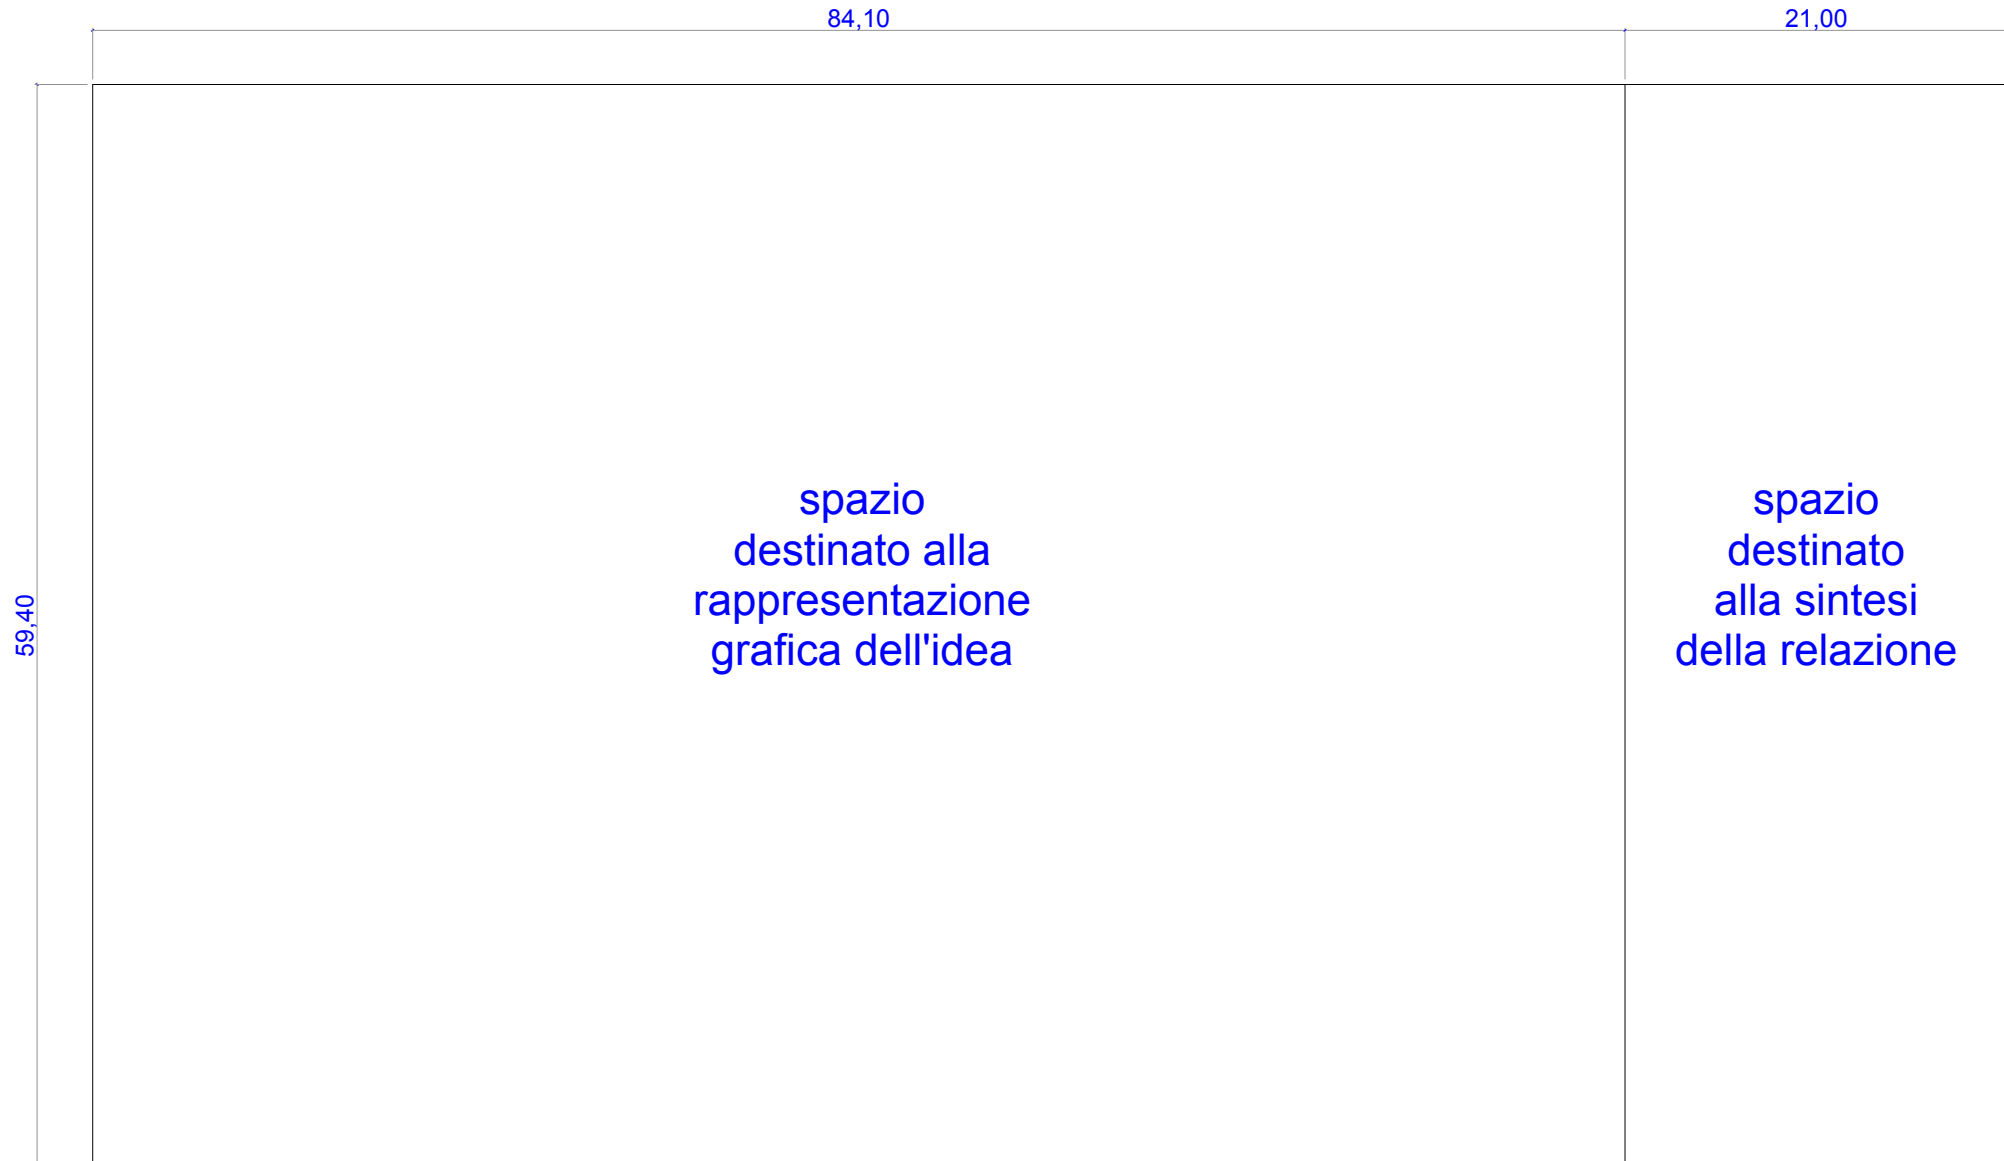 84,10
21,00
59,40
spazio
destinato alla
rappresentazione
grafica dell'idea
spazio
destinato
alla sintesi
della relazione